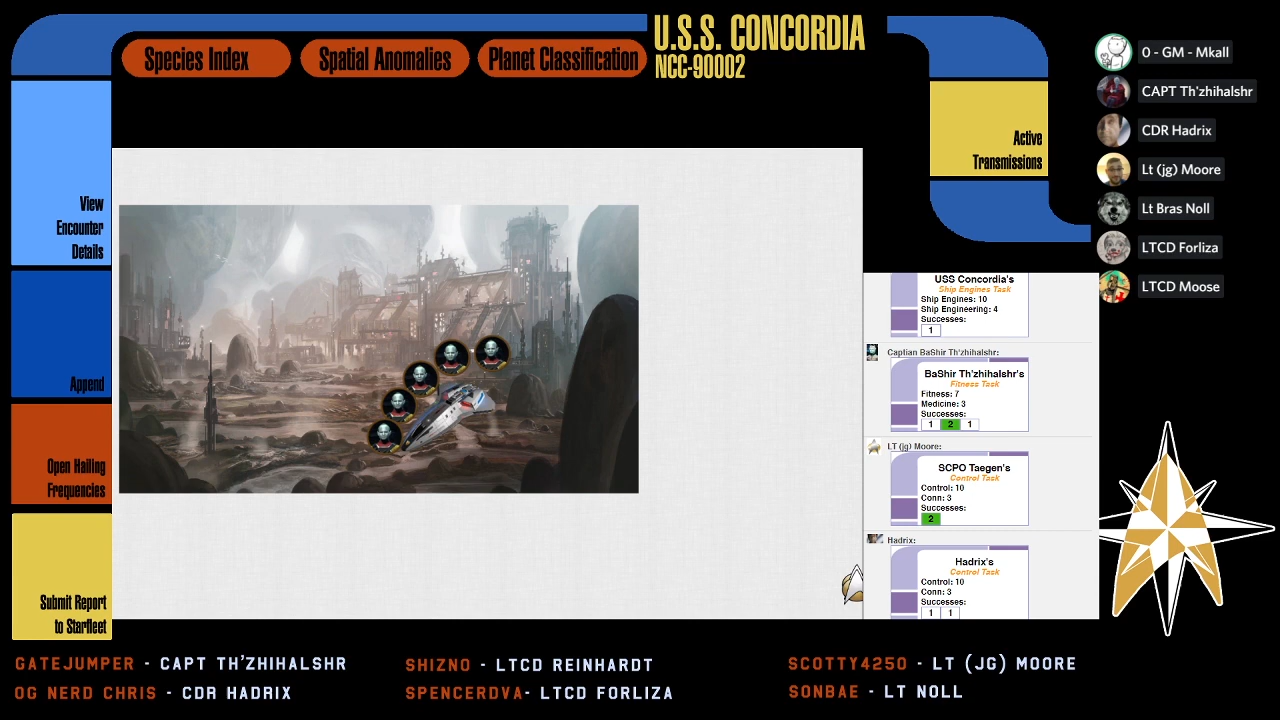 Species Index
Spatial Anomalies
Planet Classification
U.S.S. CONCORDIA
NCC-90002
View
Encounter
Details
Append
Open Hailing
Frequencies
Submit Report
to Starfleet
Active
Transmissions
0 - GM - Mkall
CAPT Th'zhihalshr
CDR Hadrix
Lt (jg) Moore
Lt Bras Noll
LTCD Forliza
LTCD Moose
USS Concordia's
Ship Engines Task
Ship Engines: 10
Ship Engineering: 4
Successes:
1
Captian BaShir Th'zhihalshr:
BaShir Th'zhihalshr's
Fitness Task
Fitness: 7
Medicine: 3
Successes:
1 2 1
LT (jg) Moore:
SCPO Taegen's
Control Task
Control: 10
Conn: 3
Successes:
2
Hadrix:
Hadrix's
Control Task
Control: 10
Conn: 3
Successes:
1 1
GATEJUMPER - CAPT TH'ZHIHALSHR
SHIZNO - LTCD REINHARDT
SCOTTY4250 - LT (JG) MOORE
OG NERD CHRIS - CDR HADRIX
SPENCERDVA- LTCD FORLIZA
SONBAE - LT NOLL